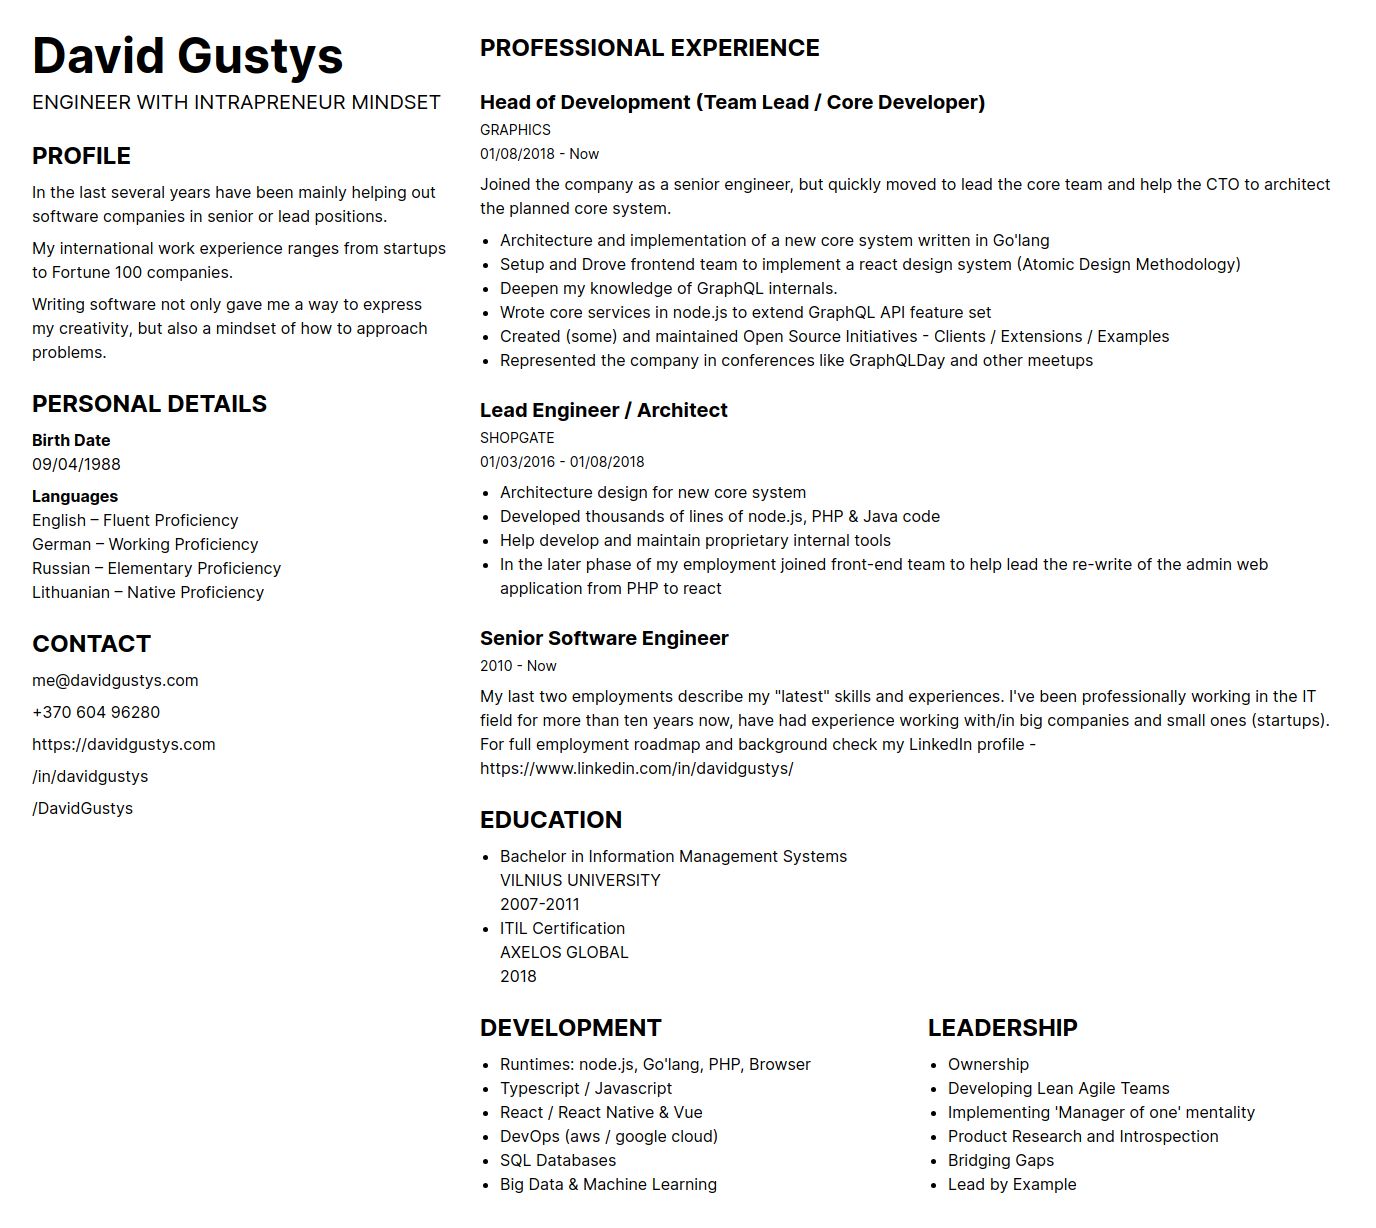 David Gustys
ENGINEER WITH INTRAPRENEUR MINDSET
PROFILE
In the last several years have been mainly helping out
software companies in senior or lead positions.
My international work experience ranges from startups
to Fortune 100 companies.
Writing software not only gave me a way to express
my creativity, but also a mindset of how to approach
problems.
PERSONAL DETAILS
Birth Date
09/04/1988
Languages
English – Fluent Proficiency
German – Working Proficiency
Russian – Elementary Proficiency
Lithuanian – Native Proficiency
CONTACT
me@davidgustys.com
+370 604 96280
https://davidgustys.com
/in/davidgustys
/DavidGustys
PROFESSIONAL EXPERIENCE
Head of Development (Team Lead / Core Developer)
GRAPHICS
01/08/2018 - Now
Joined the company as a senior engineer, but quickly moved to lead the core team and help the CTO to architect
the planned core system.
• Architecture and implementation of a new core system written in Go'lang
• Setup and Drove frontend team to implement a react design system (Atomic Design Methodology)
• Deepen my knowledge of GraphQL internals.
• Wrote core services in node.js to extend GraphQL API feature set
• Created (some) and maintained Open Source Initiatives - Clients / Extensions / Examples
• Represented the company in conferences like GraphQLDay and other meetups
Lead Engineer / Architect
SHOPGATE
01/03/2016 - 01/08/2018
• Architecture design for new core system
• Developed thousands of lines of node.js, PHP & Java code
• Help develop and maintain proprietary internal tools
• In the later phase of my employment joined front-end team to help lead the re-write of the admin web
application from PHP to react
Senior Software Engineer
2010 - Now
My last two employments describe my "latest" skills and experiences. I've been professionally working in the IT
field for more than ten years now, have had experience working with/in big companies and small ones (startups).
For full employment roadmap and background check my LinkedIn profile -
https://www.linkedin.com/in/davidgustys/
EDUCATION
• Bachelor in Information Management Systems
VILNIUS UNIVERSITY
2007-2011
• ITIL Certification
AXELOS GLOBAL
2018
DEVELOPMENT
• Runtimes: node.js, Go'lang, PHP, Browser
• Typescript / Javascript
• React / React Native & Vue
• DevOps (aws / google cloud)
• SQL Databases
• Big Data & Machine Learning
LEADERSHIP
• Ownership
• Developing Lean Agile Teams
• Implementing 'Manager of one' mentality
• Product Research and Introspection
• Bridging Gaps
• Lead by Example